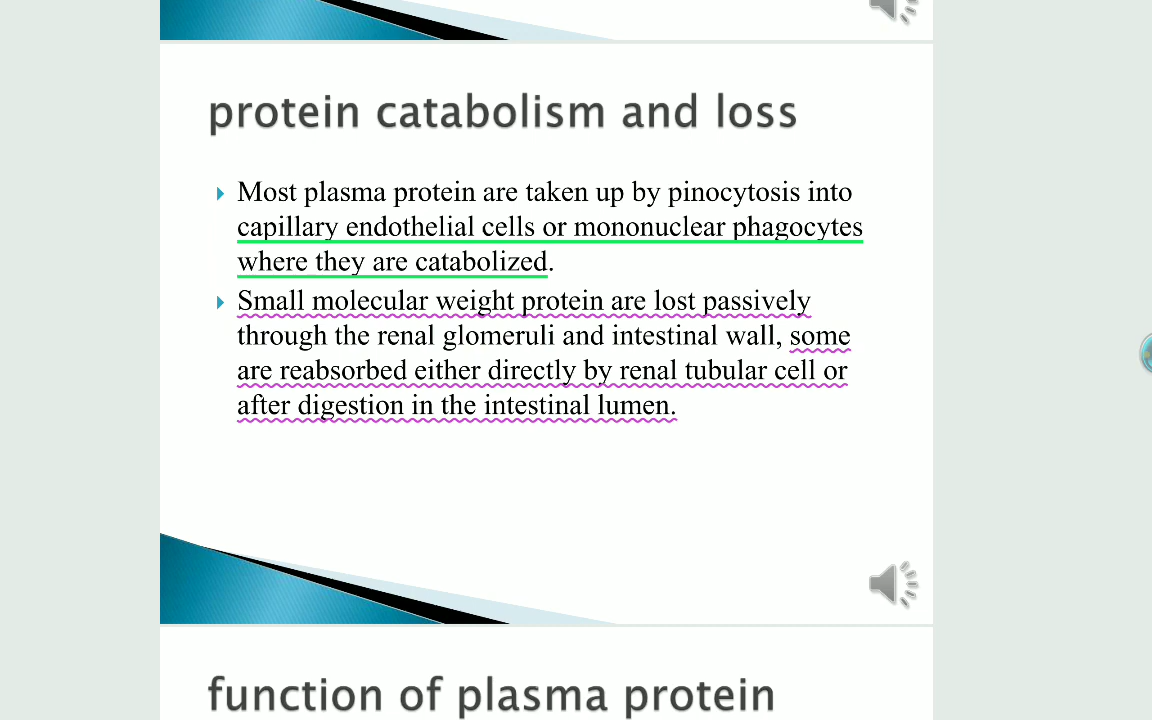 protein catabolism and loss
Most plasma protein are taken up by pinocytosis into
capillary endothelial cells or mononuclear phagocytes
where they are catabolized.
Small molecular weight protein are lost passively
through the renal glomeruli and intestinal wall, some
are reabsorbed either directly by renal tubular cell or
after digestion in the intestinal lumen.
function of plasma protein